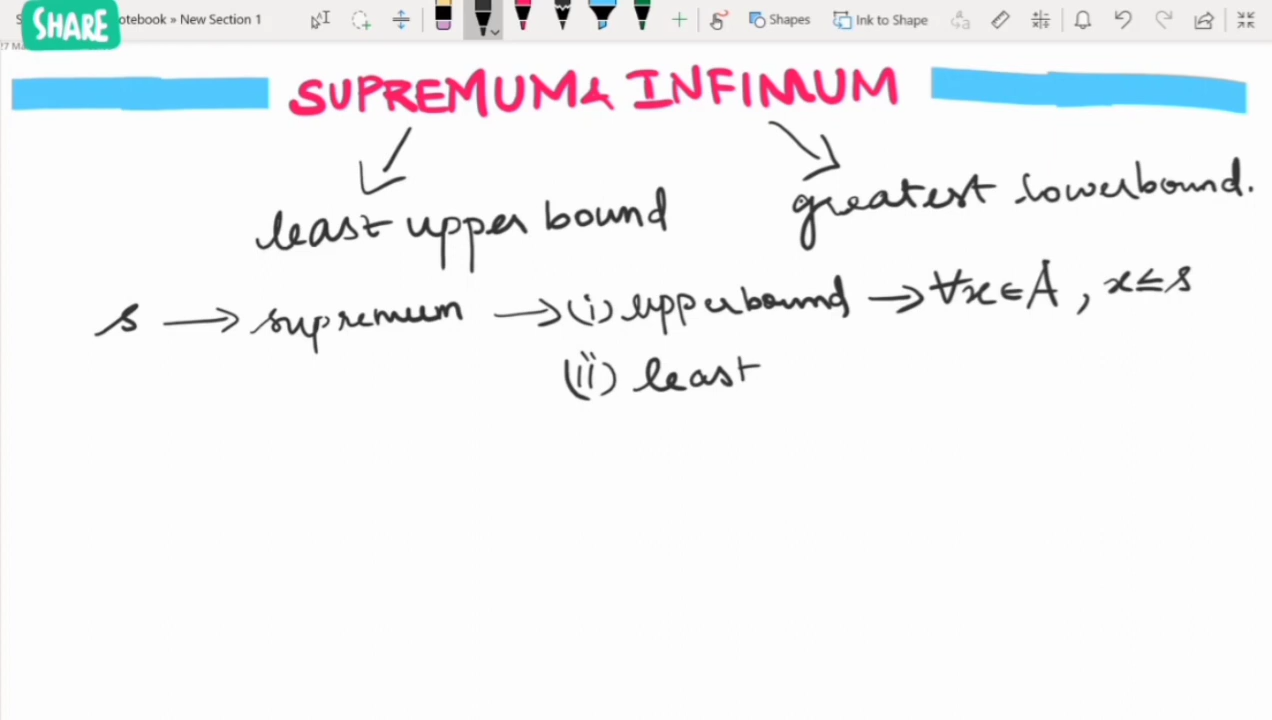 SHARE
otebook » New Section 1
Shapes
Ink to Shape
SUPREMUM & INFIMUM
least upper bound
greatest lowerbound.
s → supremum → (i) upperbound → ∀x ∈ A, x ≤ s
(ii) least